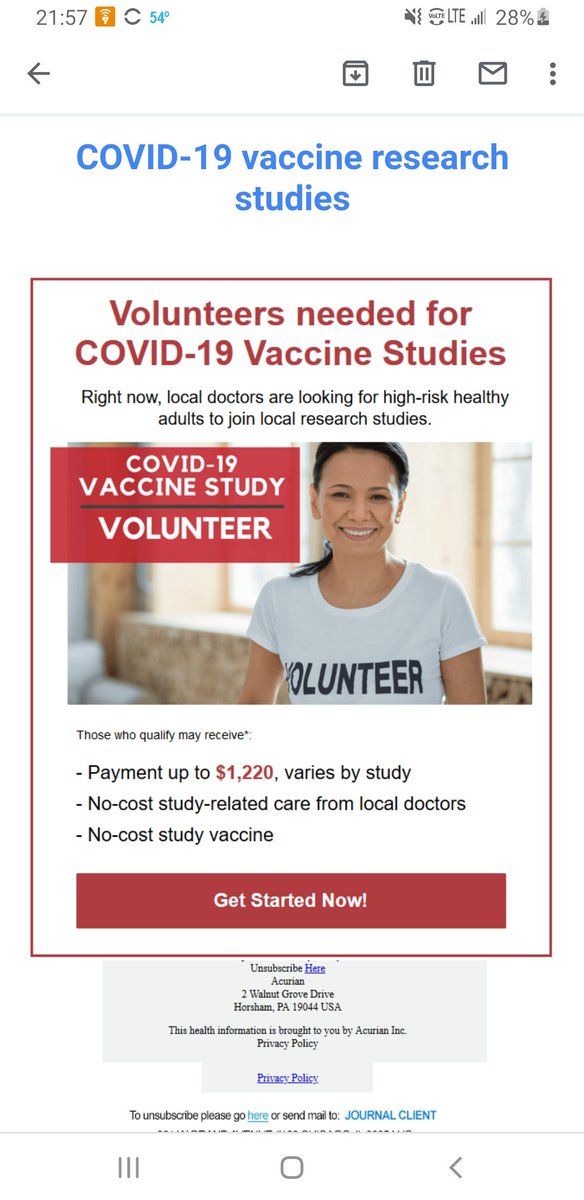 21:57 54° LTE 28%
COVID-19 vaccine research
studies
Volunteers needed for
COVID-19 Vaccine Studies
Right now, local doctors are looking for high-risk healthy
adults to join local research studies.
COVID-19
VACCINE STUDY
VOLUNTEER
VOLUNTEER
Those who qualify may receive*:
- Payment up to $1,220, varies by study
- No-cost study-related care from local doctors
- No-cost study vaccine
Get Started Now!
Unsubscribe Here
Acurian
2 Walnut Grove Drive
Horsham, PA 19044 USA
This health information is brought to you by Acurian Inc.
Privacy Policy
Privacy Policy
To unsubscribe please go here or send mail to: JOURNAL CLIENT